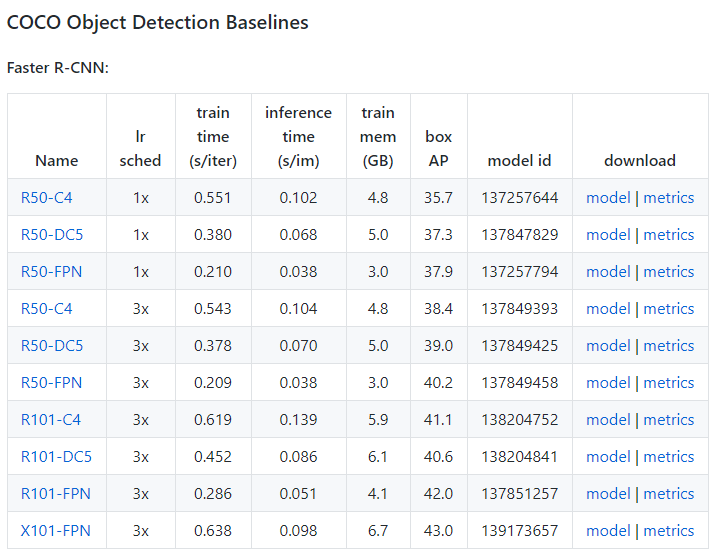 COCO Object Detection Baselines
Faster R-CNN:
Name lr sched train time (s/iter) inference time (s/im) train mem (GB) box AP model id download
R50-C4 1x 0.551 0.102 4.8 35.7 137257644 model | metrics
R50-DC5 1x 0.380 0.068 5.0 37.3 137847829 model | metrics
R50-FPN 1x 0.210 0.038 3.0 37.9 137257794 model | metrics
R50-C4 3x 0.543 0.104 4.8 38.4 137849393 model | metrics
R50-DC5 3x 0.378 0.070 5.0 39.0 137849425 model | metrics
R50-FPN 3x 0.209 0.038 3.0 40.2 137849458 model | metrics
R101-C4 3x 0.619 0.139 5.9 41.1 138204752 model | metrics
R101-DC5 3x 0.452 0.086 6.1 40.6 138204841 model | metrics
R101-FPN 3x 0.286 0.051 4.1 42.0 137851257 model | metrics
X101-FPN 3x 0.638 0.098 6.7 43.0 139173657 model | metrics